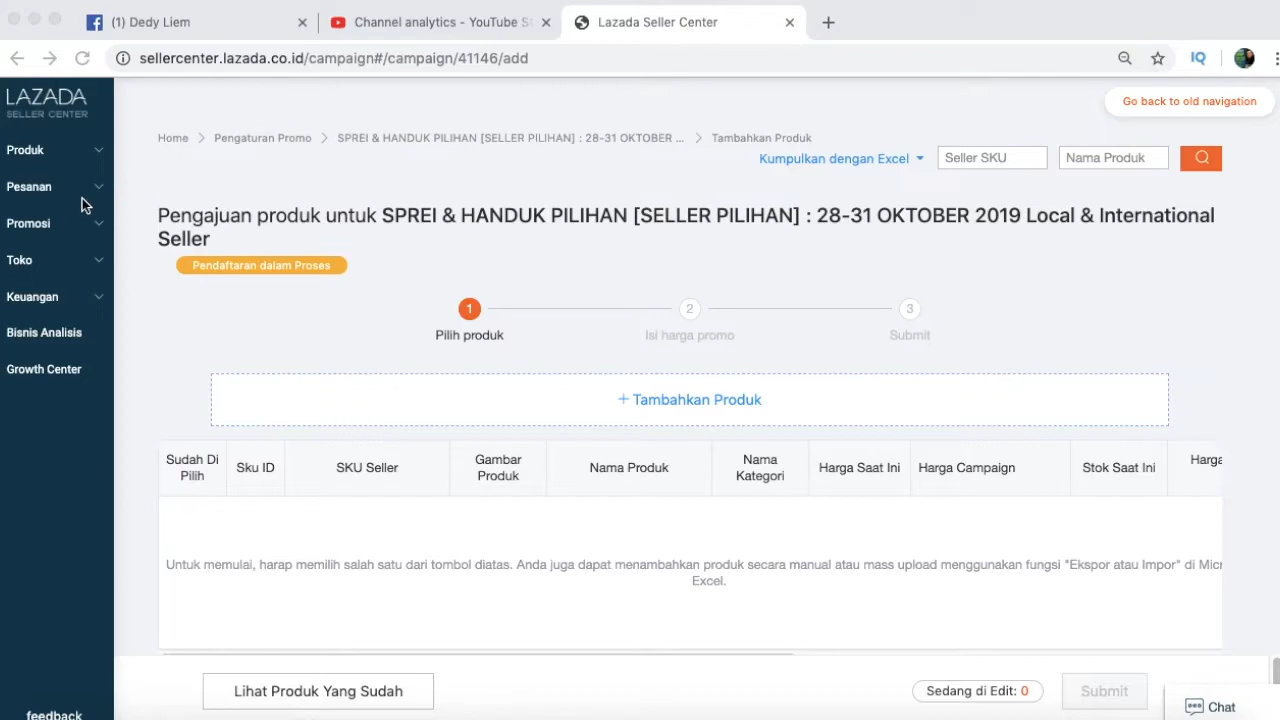 (1) Dedy Liem
Channel analytics - YouTube S
Lazada Seller Center
sellercenter.lazada.co.id/campaign#/campaign/41146/add
IQ
LAZADA
SELLER CENTER
Go back to old navigation
Produk
Pesanan
Promosi
Toko
Keuangan
Bisnis Analisis
Growth Center
feedback
Home > Pengaturan Promo > SPREI & HANDUK PILIHAN [SELLER PILIHAN] : 28-31 OKTOBER ... > Tambahkan Produk
Kumpulkan dengan Excel
Seller SKU
Nama Produk
Pengajuan produk untuk SPREI & HANDUK PILIHAN [SELLER PILIHAN] : 28-31 OKTOBER 2019 Local & International
Seller
Pendaftaran dalam Proses
1 2 3
Pilih produk Isi harga promo Submit
+ Tambahkan Produk
Sudah Di
Pilih
Sku ID
SKU Seller
Gambar
Produk
Nama Produk
Nama
Kategori
Harga Saat Ini
Harga Campaign
Stok Saat Ini
Harga
Untuk memulai, harap memilih salah satu dari tombol diatas. Anda juga dapat menambahkan produk secara manual atau mass upload menggunakan fungsi "Ekspor atau Impor" di Micr
Excel.
Lihat Produk Yang Sudah
Sedang di Edit: 0
Submit
Chat